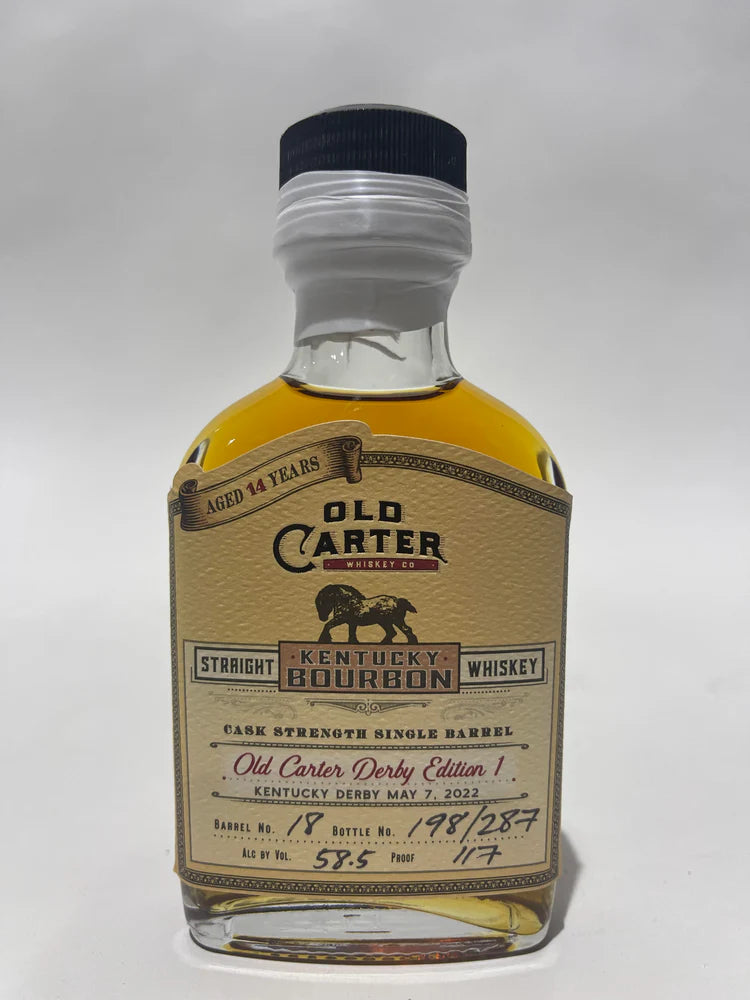 AGED 14 YEARS
OLD
CARTER
WHISKEY CO
STRAIGHT KENTUCKY BOURBON WHISKEY
CASK STRENGTH SINGLE BARREL
Old Carter Derby Edition 1
KENTUCKY DERBY MAY 7, 2022
BARREL NO. 18 BOTTLE NO. 198/287
ALC BY VOL. 58.5 PROOF 117